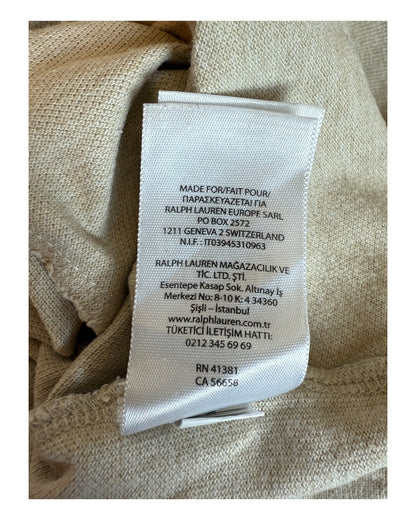 MADE FOR/FAIT POUR/
ΠΑΡΑΣΚΕΥΑΖΕΤΑΙ ΓΙΑ
RALPH LAUREN EUROPE SARL
PO BOX 2572
1211 GENEVA 2 SWITZERLAND
N.I.F.: IT03945310963
RALPH LAUREN MAĞAZACILIK VE
TİC. LTD. ŞTİ.
Esentepe Kasap Sok. Altınay İş
Merkezi No: 8-10 K: 4 34360
Şişli – İstanbul
www.ralphlauren.com.tr
TÜKETİCİ İLETİŞİM HATTI:
0212 345 69 69
RN 41381
CA 56658